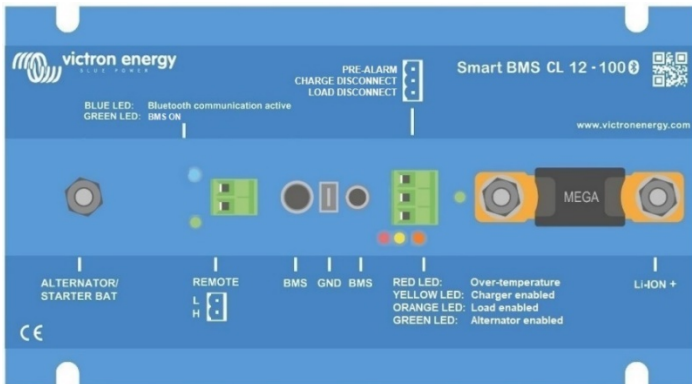 victron energy
BLUE POWER
PRE-ALARM
CHARGE DISCONNECT
LOAD DISCONNECT
Smart BMS CL 12 - 100
BLUE LED: Bluetooth communication active
GREEN LED: BMS ON
www.victronenergy.com
MEGA
ALTERNATOR/
STARTER BAT
REMOTE
L
H
BMS GND BMS
RED LED: Over-temperature
YELLOW LED: Charger enabled
ORANGE LED: Load enabled
GREEN LED: Alternator enabled
Li-ION +
CE